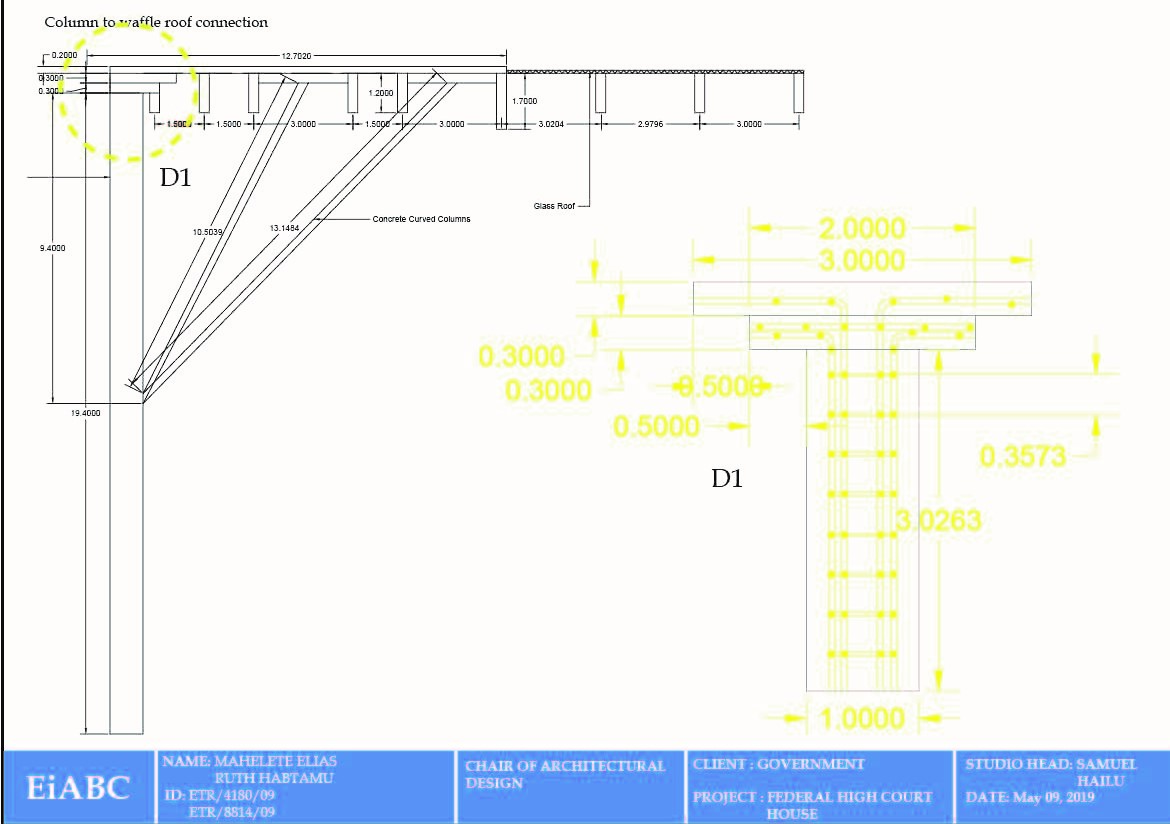 Column to waffle roof connection
0.2000
12.7020
0.3000
0.3000
1.2000
1.7000
1.5000
1.5000
3.0000
1.5000
3.0000
3.0204
2.9796
3.0000
D1
Glass Roof
Concrete Curved Columns
10.5039
13.1484
9.4000
19.4000
2.0000
3.0000
0.3000
0.3000
0.5000
0.5000
0.3573
D1
3.0263
1.0000
EiABC
NAME: MAHELETE ELIAS
RUTH HABTAMU
ID: ETR/4180/09
ETR/8814/09
CHAIR OF ARCHITECTURAL
DESIGN
CLIENT : GOVERNMENT
PROJECT : FEDERAL HIGH COURT
HOUSE
STUDIO HEAD: SAMUEL
HAILU
DATE: May 09, 2019